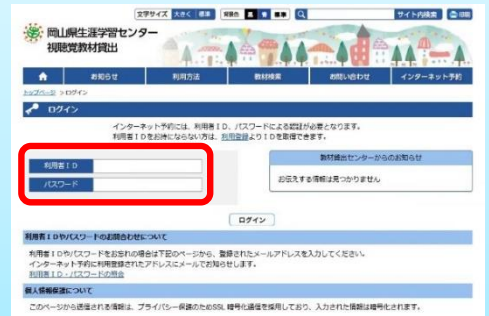 文字サイズ 大きく 標準 背景色 黒 青 標準 サイト内検索 印刷
岡山県生涯学習センター
視聴覚教材貸出
お知らせ 利用方法 教材検索 お問い合わせ インターネット予約
トップページ > ログイン
ログイン
インターネット予約には、利用者ID、パスワードによる認証が必要となります。
利用者IDをお持ちにならない方は、利用登録よりIDを取得できます。
利用者ID
パスワード
教材貸出センターからのお知らせ
お伝えする情報は見つかりません
ログイン
利用者IDやパスワードのお問合わせについて
利用者IDやパスワードをお忘れの場合は下記のページから、登録されたメールアドレスを入力してください。
インターネット予約に利用登録されたアドレスにメールでお知らせします。
利用者ID・パスワードの照会
個人情報保護について
このページから送信される情報は、プライバシー保護のためSSL暗号化通信を採用しており、入力された情報は暗号化されます。